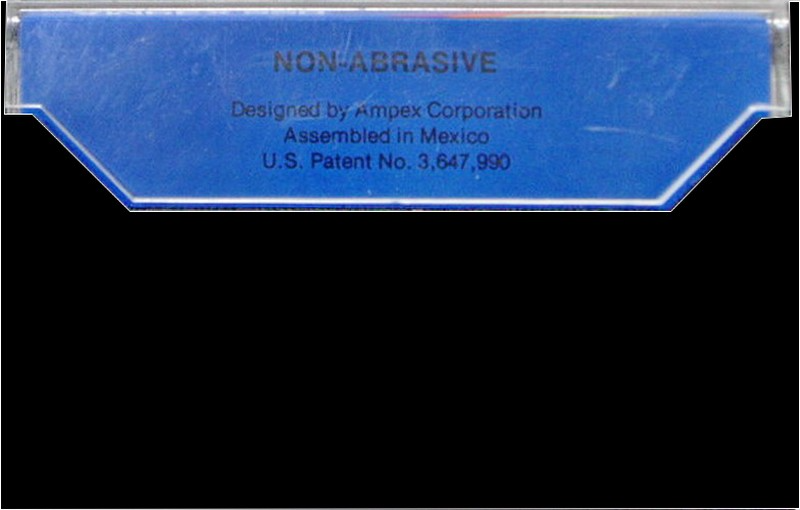 NON-ABRASIVE
Designed by Ampex Corporation
Assembled in Mexico
U.S. Patent No. 3,647,990